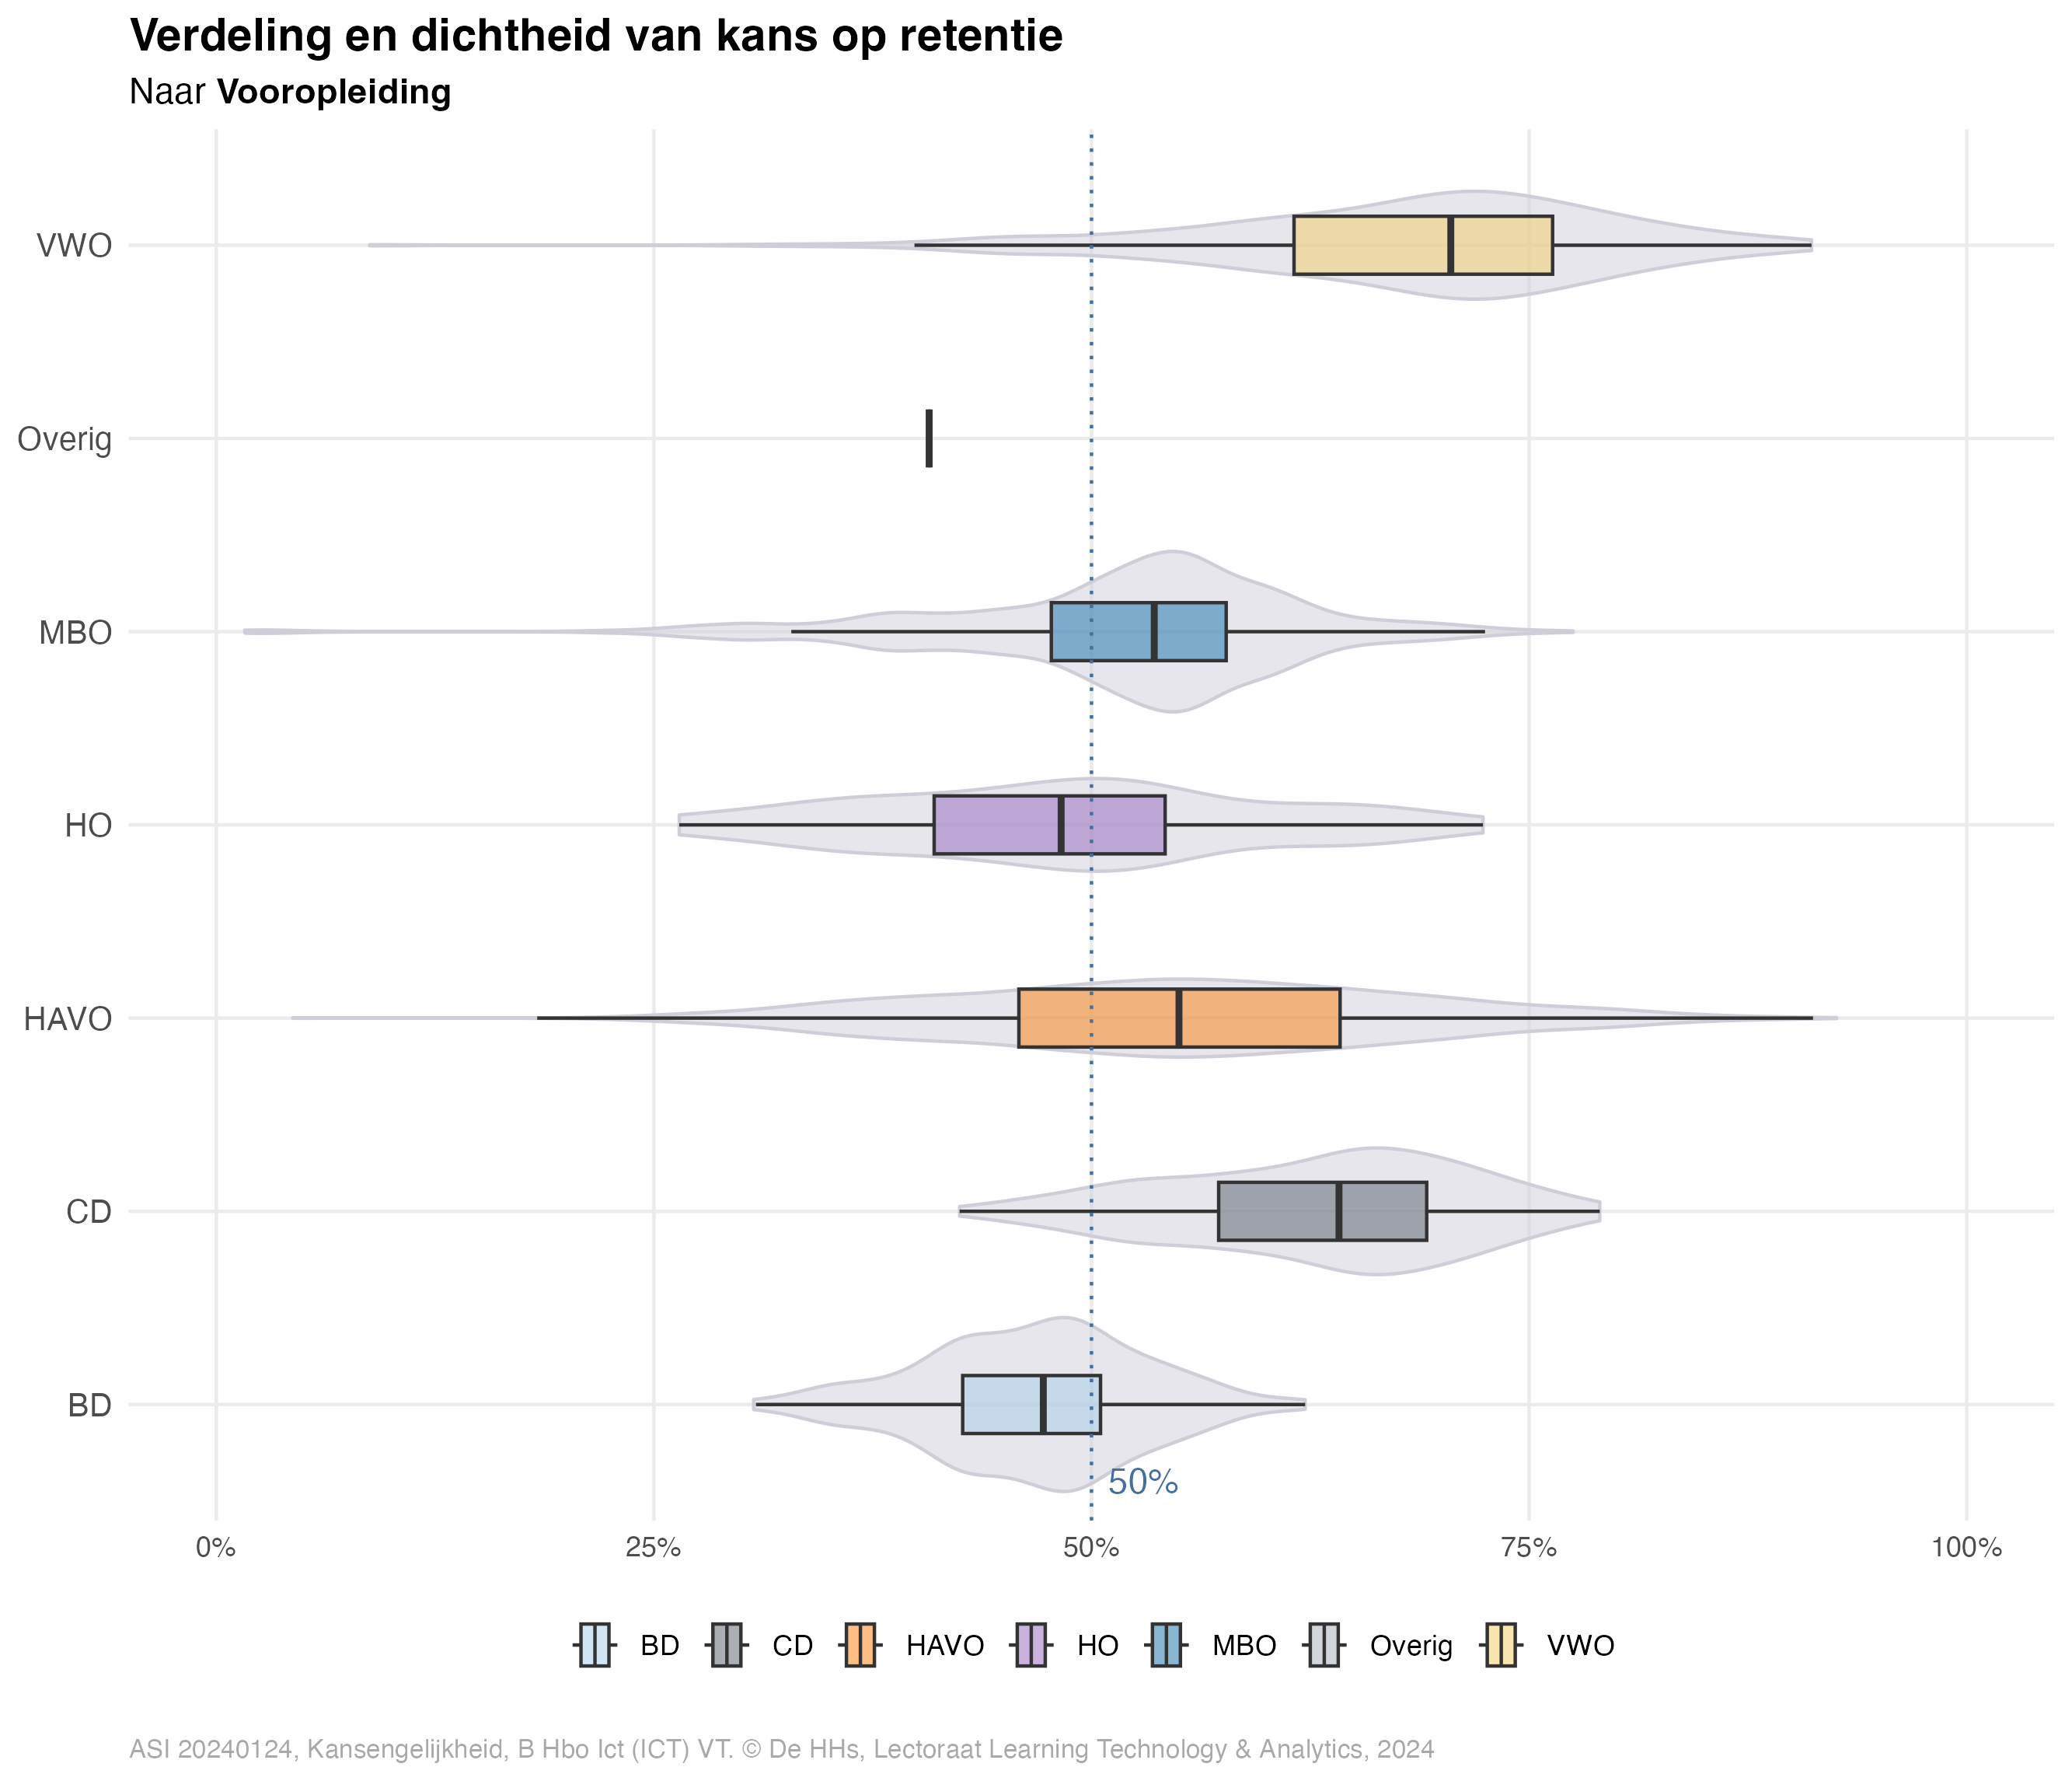 Verdeling en dichtheid van kans op retentie
Naar Vooropleiding
VWO
Overig
MBO
HO
HAVO
CD
BD
50%
0% 25% 50% 75% 100%
BD CD HAVO HO MBO Overig VWO
ASI 20240124, Kansengelijkheid, B Hbo Ict (ICT) VT. © De HHs, Lectoraat Learning Technology & Analytics, 2024